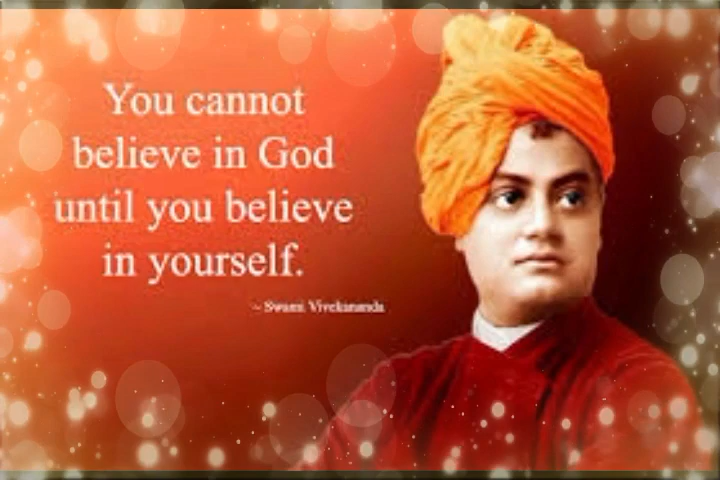 You cannot
believe in God
until you believe
in yourself.
~ Swami Vivekananda